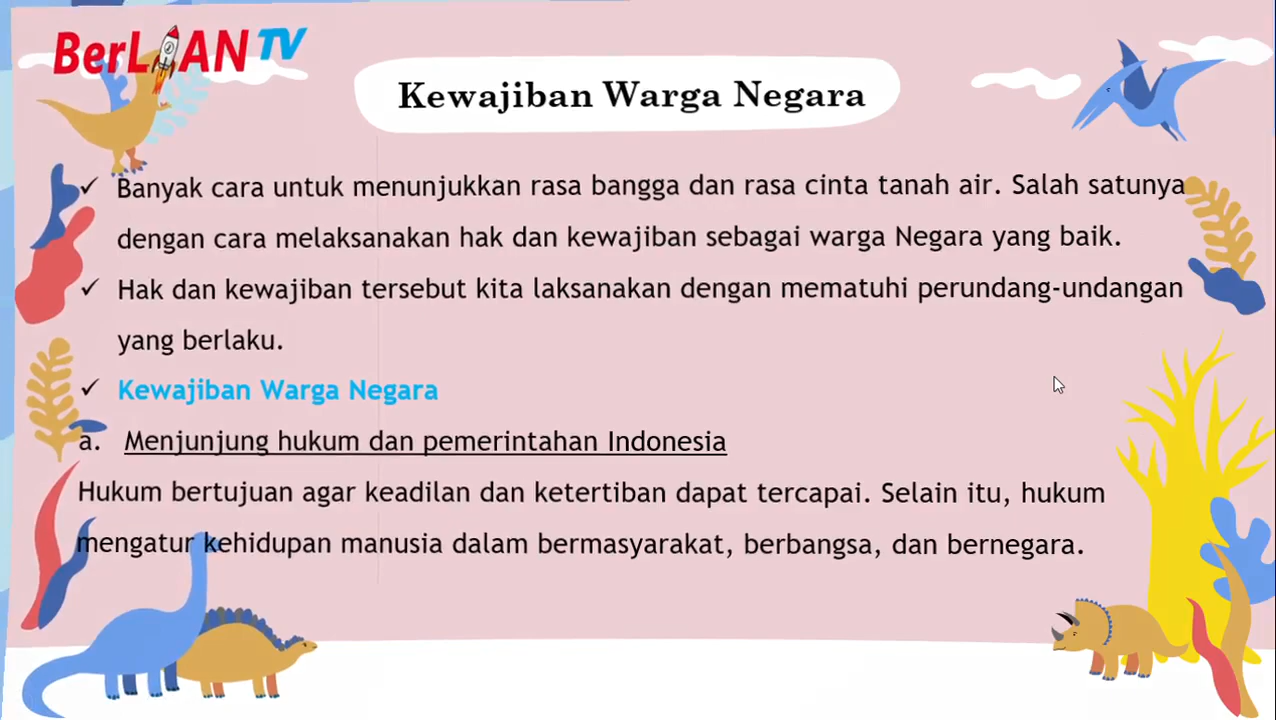 BerLIAN TV
Kewajiban Warga Negara
✓ Banyak cara untuk menunjukkan rasa bangga dan rasa cinta tanah air. Salah satunya
dengan cara melaksanakan hak dan kewajiban sebagai warga Negara yang baik.
✓ Hak dan kewajiban tersebut kita laksanakan dengan mematuhi perundang-undangan
yang berlaku.
✓ Kewajiban Warga Negara
a. Menjunjung hukum dan pemerintahan Indonesia
Hukum bertujuan agar keadilan dan ketertiban dapat tercapai. Selain itu, hukum
mengatur kehidupan manusia dalam bermasyarakat, berbangsa, dan bernegara.